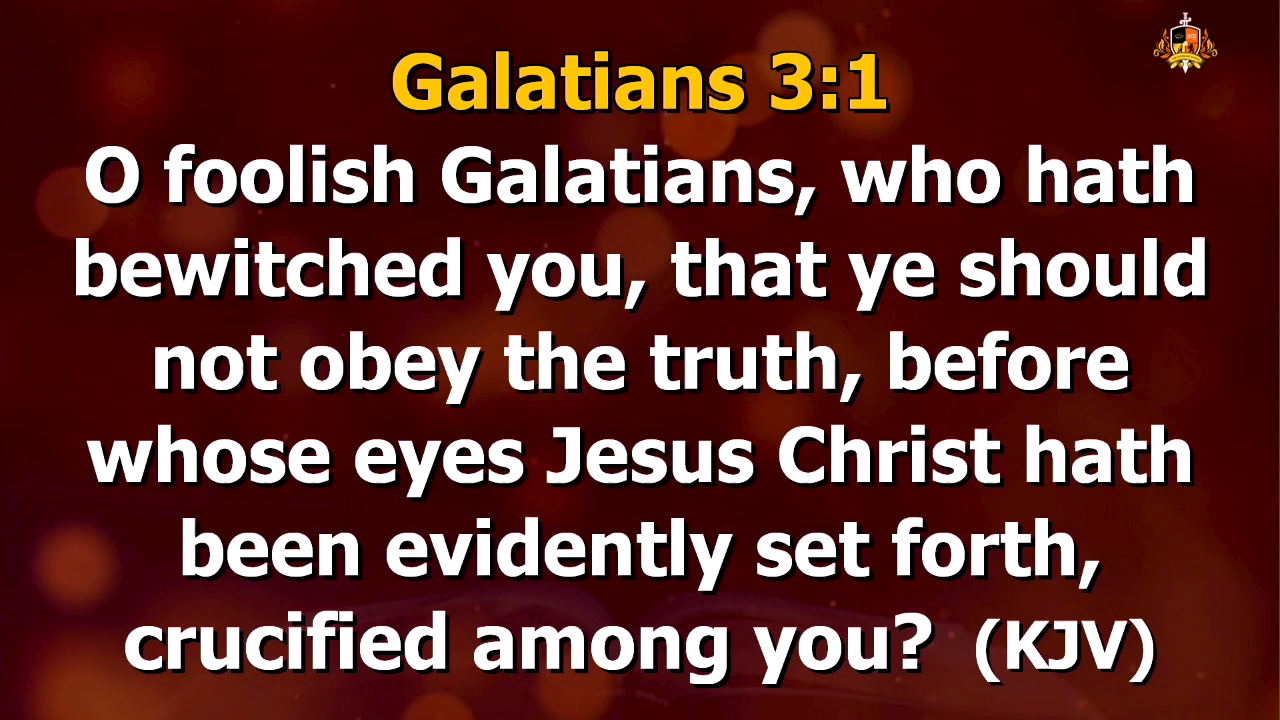 Galatians 3:1
O foolish Galatians, who hath
bewitched you, that ye should
not obey the truth, before
whose eyes Jesus Christ hath
been evidently set forth,
crucified among you?  (KJV)